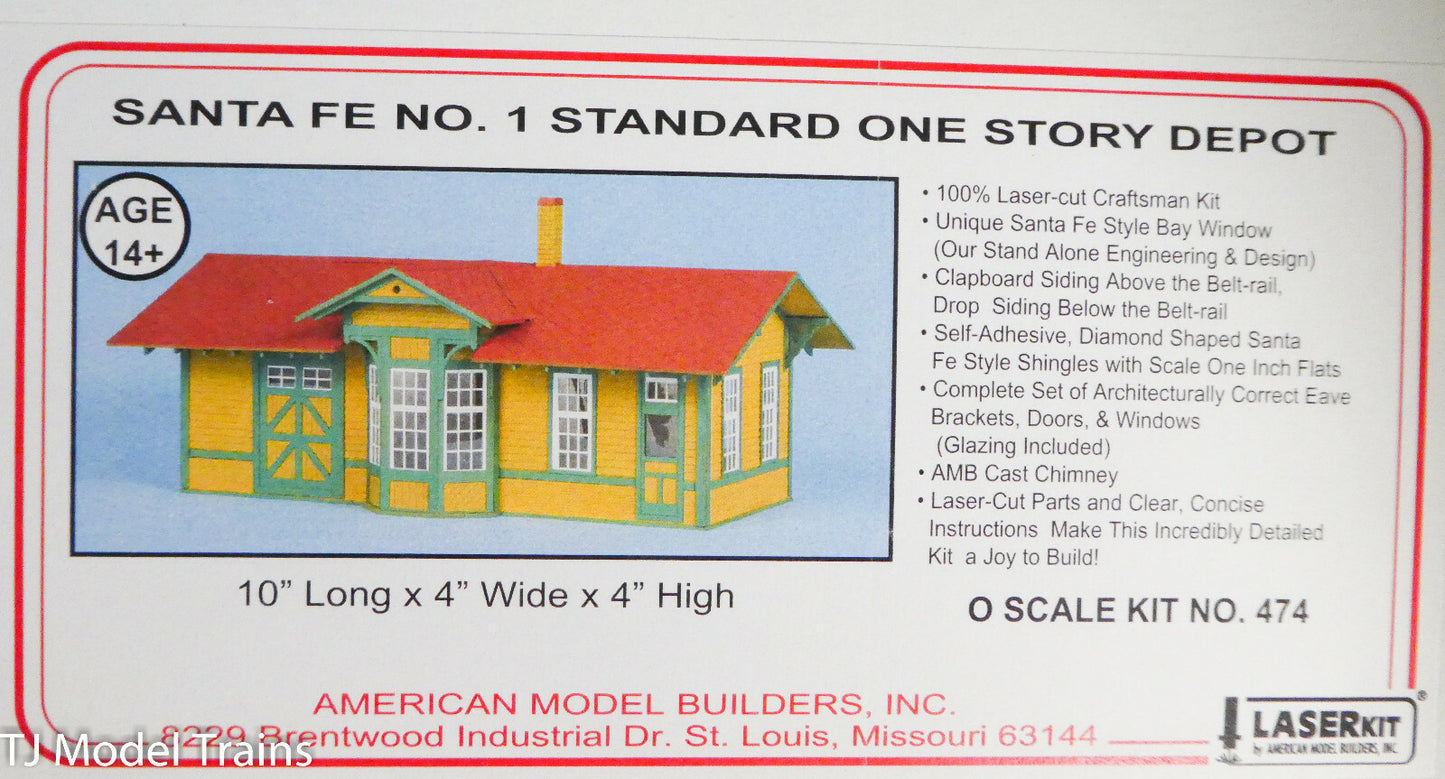 SANTA FE NO. 1 STANDARD ONE STORY DEPOT
AGE
14+
• 100% Laser-cut Craftsman Kit
• Unique Santa Fe Style Bay Window
(Our Stand Alone Engineering & Design)
• Clapboard Siding Above the Belt-rail,
Drop Siding Below the Belt-rail
• Self-Adhesive, Diamond Shaped Santa
Fe Style Shingles with Scale One Inch Flats
• Complete Set of Architecturally Correct Eave
Brackets, Doors, & Windows
(Glazing Included)
• AMB Cast Chimney
• Laser-Cut Parts and Clear, Concise
Instructions Make This Incredibly Detailed
Kit a Joy to Build!
10” Long x 4” Wide x 4” High
O SCALE KIT NO. 474
AMERICAN MODEL BUILDERS, INC.
8229 Brentwood Industrial Dr. St. Louis, Missouri 63144
LASERKIT®
by AMERICAN MODEL BUILDERS, INC.
TJ Model Trains